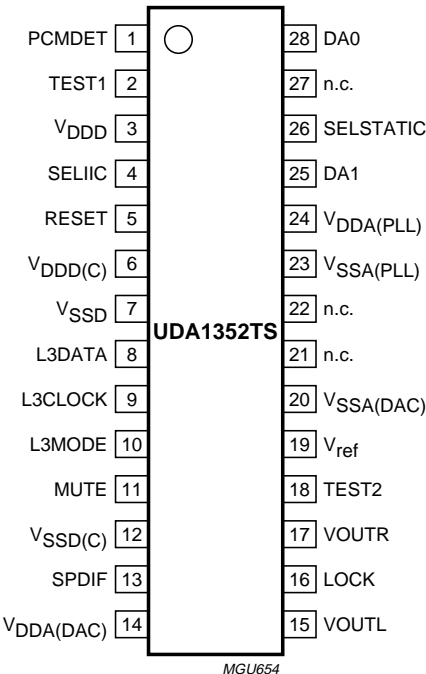 PCMDET 1 28 DA0
TEST1 2 27 n.c.
VDDD 3 26 SELSTATIC
SELIIC 4 25 DA1
RESET 5 24 VDDA(PLL)
VDDD(C) 6 23 VSSA(PLL)
VSSD 7 22 n.c.
UDA1352TS
L3DATA 8 21 n.c.
L3CLOCK 9 20 VSSA(DAC)
L3MODE 10 19 Vref
MUTE 11 18 TEST2
VSSD(C) 12 17 VOUTR
SPDIF 13 16 LOCK
VDDA(DAC) 14 15 VOUTL
MGU654